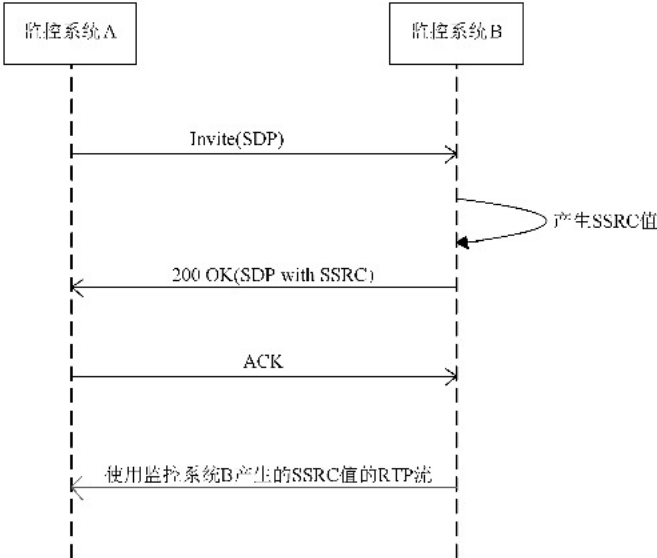 监控系统A
监控系统B
Invite(SDP)
产生SSRC值
200 OK(SDP with SSRC)
ACK
使用监控系统B产生的SSRC值的RTP流